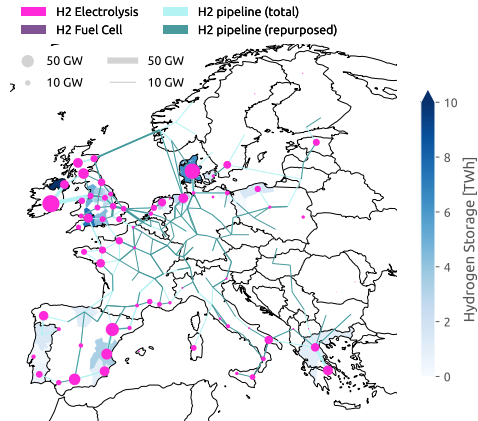 H2 Electrolysis
H2 Fuel Cell
H2 pipeline (total)
H2 pipeline (repurposed)
50 GW
10 GW
50 GW
10 GW
10
8
6
4
2
0
Hydrogen Storage [TWh]